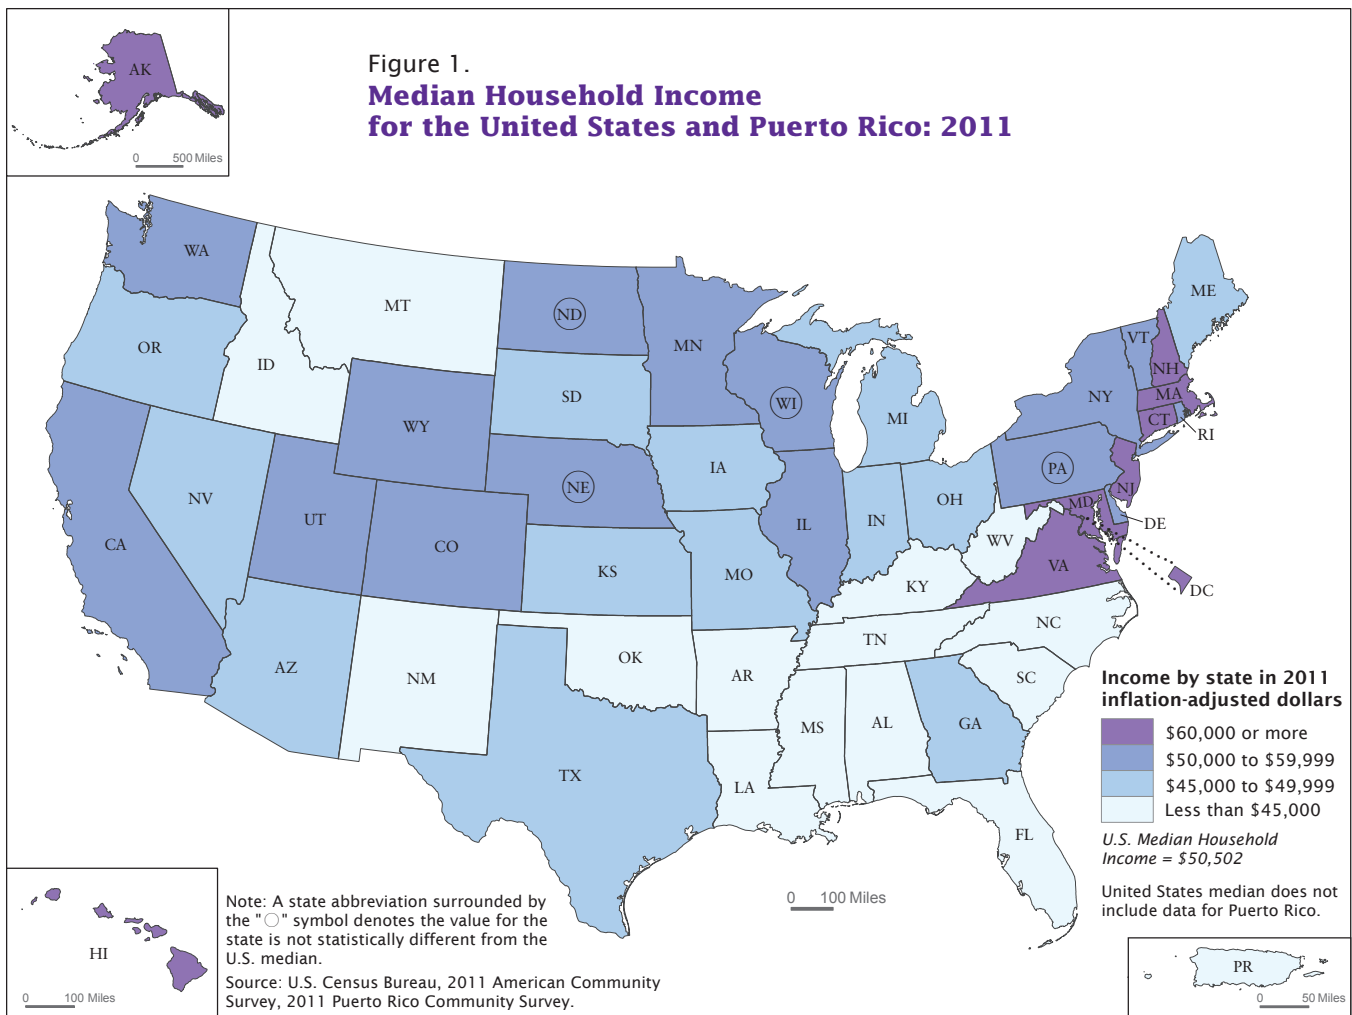 AK
0 500 Miles
Figure 1.
Median Household Income
for the United States and Puerto Rico: 2011
WA
MT
ND
MN
ME
OR
ID
SD
WI
VT
NH
WY
MI
NY
MA
CT
RI
NV
IA
PA
NE
NJ
UT
CO
IL
IN
OH
MD
DE
CA
KS
MO
WV
VA
DC
KY
AZ
NM
OK
TN
NC
AR
SC
MS
AL
GA
TX
LA
FL
Income by state in 2011
inflation-adjusted dollars
$60,000 or more
$50,000 to $59,999
$45,000 to $49,999
Less than $45,000
U.S. Median Household
Income = $50,502
United States median does not
include data for Puerto Rico.
0 100 Miles
HI
0 100 Miles
Note: A state abbreviation surrounded by
the "○" symbol denotes the value for the
state is not statistically different from the
U.S. median.
Source: U.S. Census Bureau, 2011 American Community
Survey, 2011 Puerto Rico Community Survey.
PR
0 50 Miles